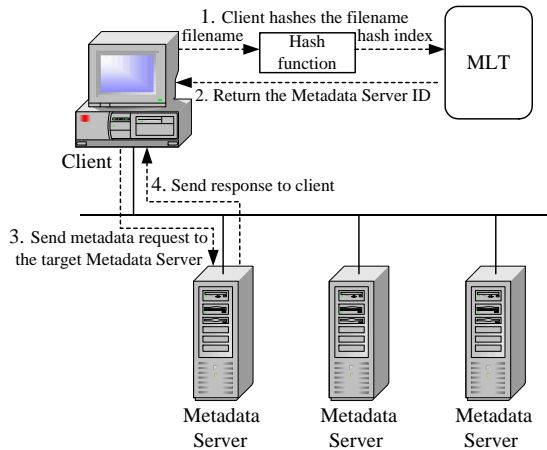 1. Client hashes the filename
filename
Hash
function
hash index
MLT
2. Return the Metadata Server ID
Client
4. Send response to client
3. Send metadata request to
the target Metadata Server
Metadata
Server
Metadata
Server
Metadata
Server